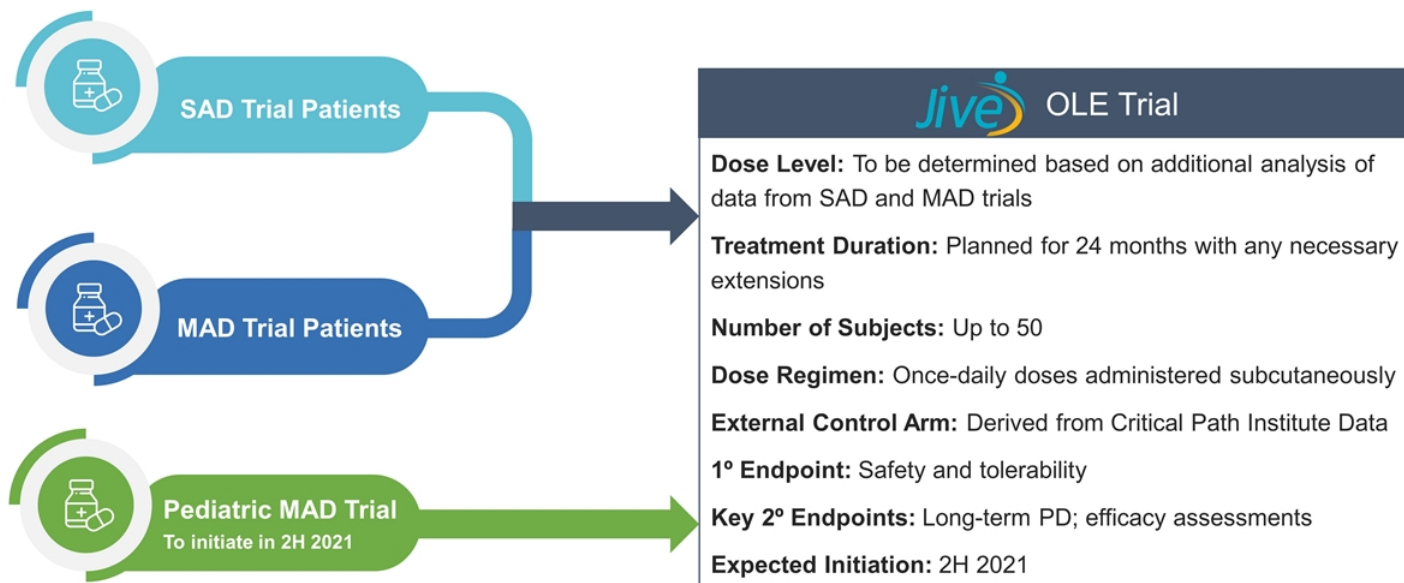 SAD Trial Patients
MAD Trial Patients
Pediatric MAD Trial
To initiate in 2H 2021
Jive OLE Trial
Dose Level: To be determined based on additional analysis of
data from SAD and MAD trials
Treatment Duration: Planned for 24 months with any necessary
extensions
Number of Subjects: Up to 50
Dose Regimen: Once-daily doses administered subcutaneously
External Control Arm: Derived from Critical Path Institute Data
1º Endpoint: Safety and tolerability
Key 2º Endpoints: Long-term PD; efficacy assessments
Expected Initiation: 2H 2021